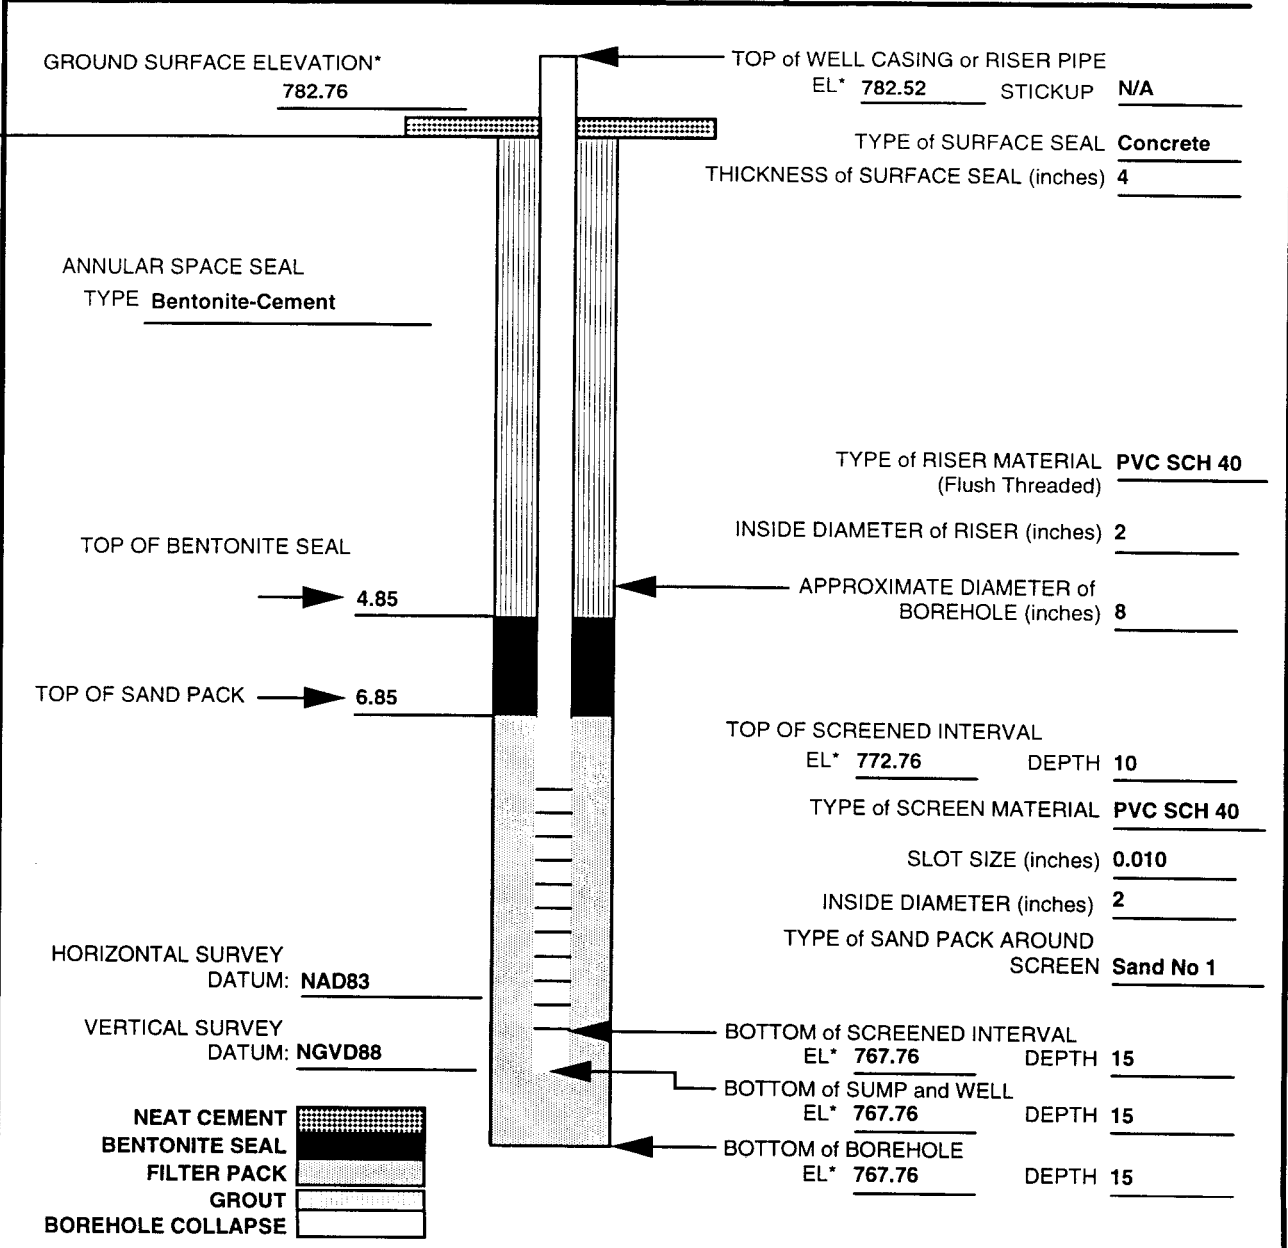 GROUND SURFACE ELEVATION*
782.76
TOP of WELL CASING or RISER PIPE
EL* 782.52 STICKUP N/A
TYPE of SURFACE SEAL Concrete
THICKNESS of SURFACE SEAL (inches) 4
ANNULAR SPACE SEAL
TYPE Bentonite-Cement
TYPE of RISER MATERIAL PVC SCH 40
(Flush Threaded)
INSIDE DIAMETER of RISER (inches) 2
TOP OF BENTONITE SEAL
4.85
APPROXIMATE DIAMETER of
BOREHOLE (inches) 8
TOP OF SAND PACK 6.85
TOP OF SCREENED INTERVAL
EL* 772.76 DEPTH 10
TYPE of SCREEN MATERIAL PVC SCH 40
SLOT SIZE (inches) 0.010
INSIDE DIAMETER (inches) 2
TYPE of SAND PACK AROUND
SCREEN Sand No 1
HORIZONTAL SURVEY
DATUM: NAD83
VERTICAL SURVEY
DATUM: NGVD88
BOTTOM of SCREENED INTERVAL
EL* 767.76 DEPTH 15
BOTTOM of SUMP and WELL
EL* 767.76 DEPTH 15
BOTTOM of BOREHOLE
EL* 767.76 DEPTH 15
NEAT CEMENT
BENTONITE SEAL
FILTER PACK
GROUT
BOREHOLE COLLAPSE